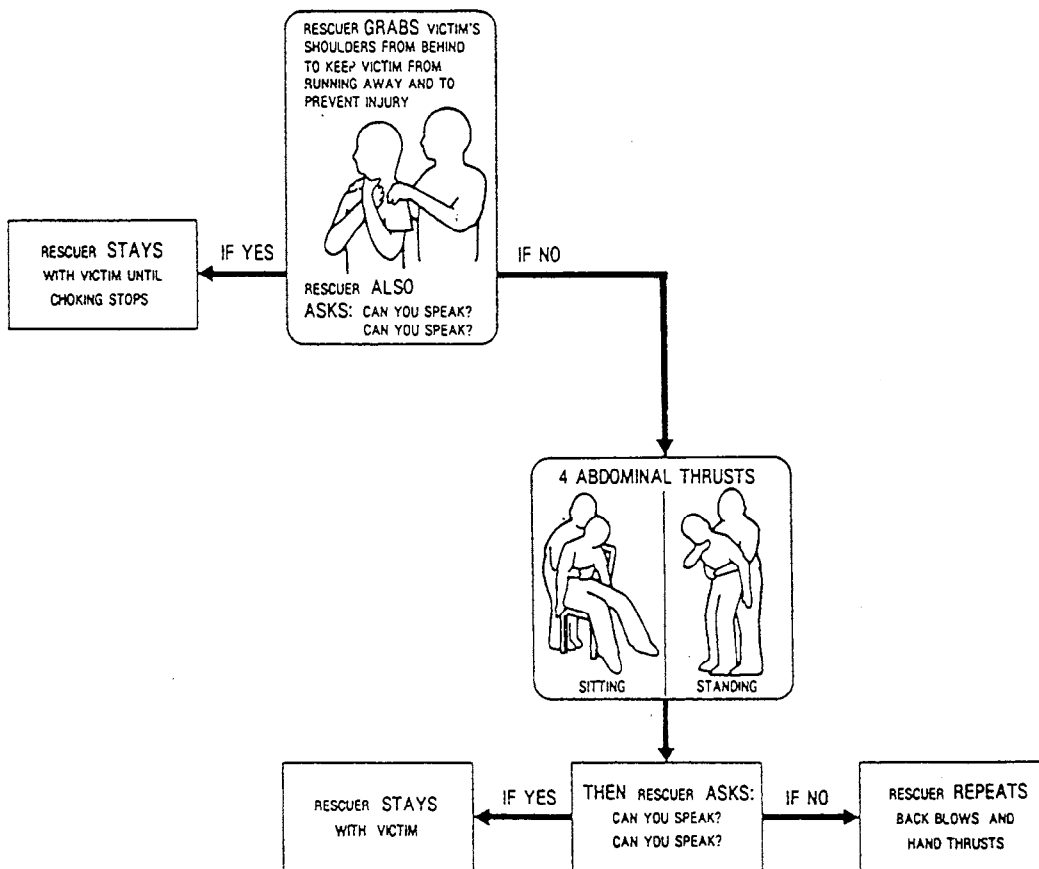 RESCUER GRABS VICTIM'S
SHOULDERS FROM BEHIND
TO KEEP VICTIM FROM
RUNNING AWAY AND TO
PREVENT INJURY
RESCUER ALSO
ASKS: CAN YOU SPEAK?
CAN YOU SPEAK?
IF YES
RESCUER STAYS
WITH VICTIM UNTIL
CHOKING STOPS
IF NO
4 ABDOMINAL THRUSTS
SITTING
STANDING
THEN RESCUER ASKS:
CAN YOU SPEAK?
CAN YOU SPEAK?
IF YES
RESCUER STAYS
WITH VICTIM
IF NO
RESCUER REPEATS
BACK BLOWS AND
HAND THRUSTS